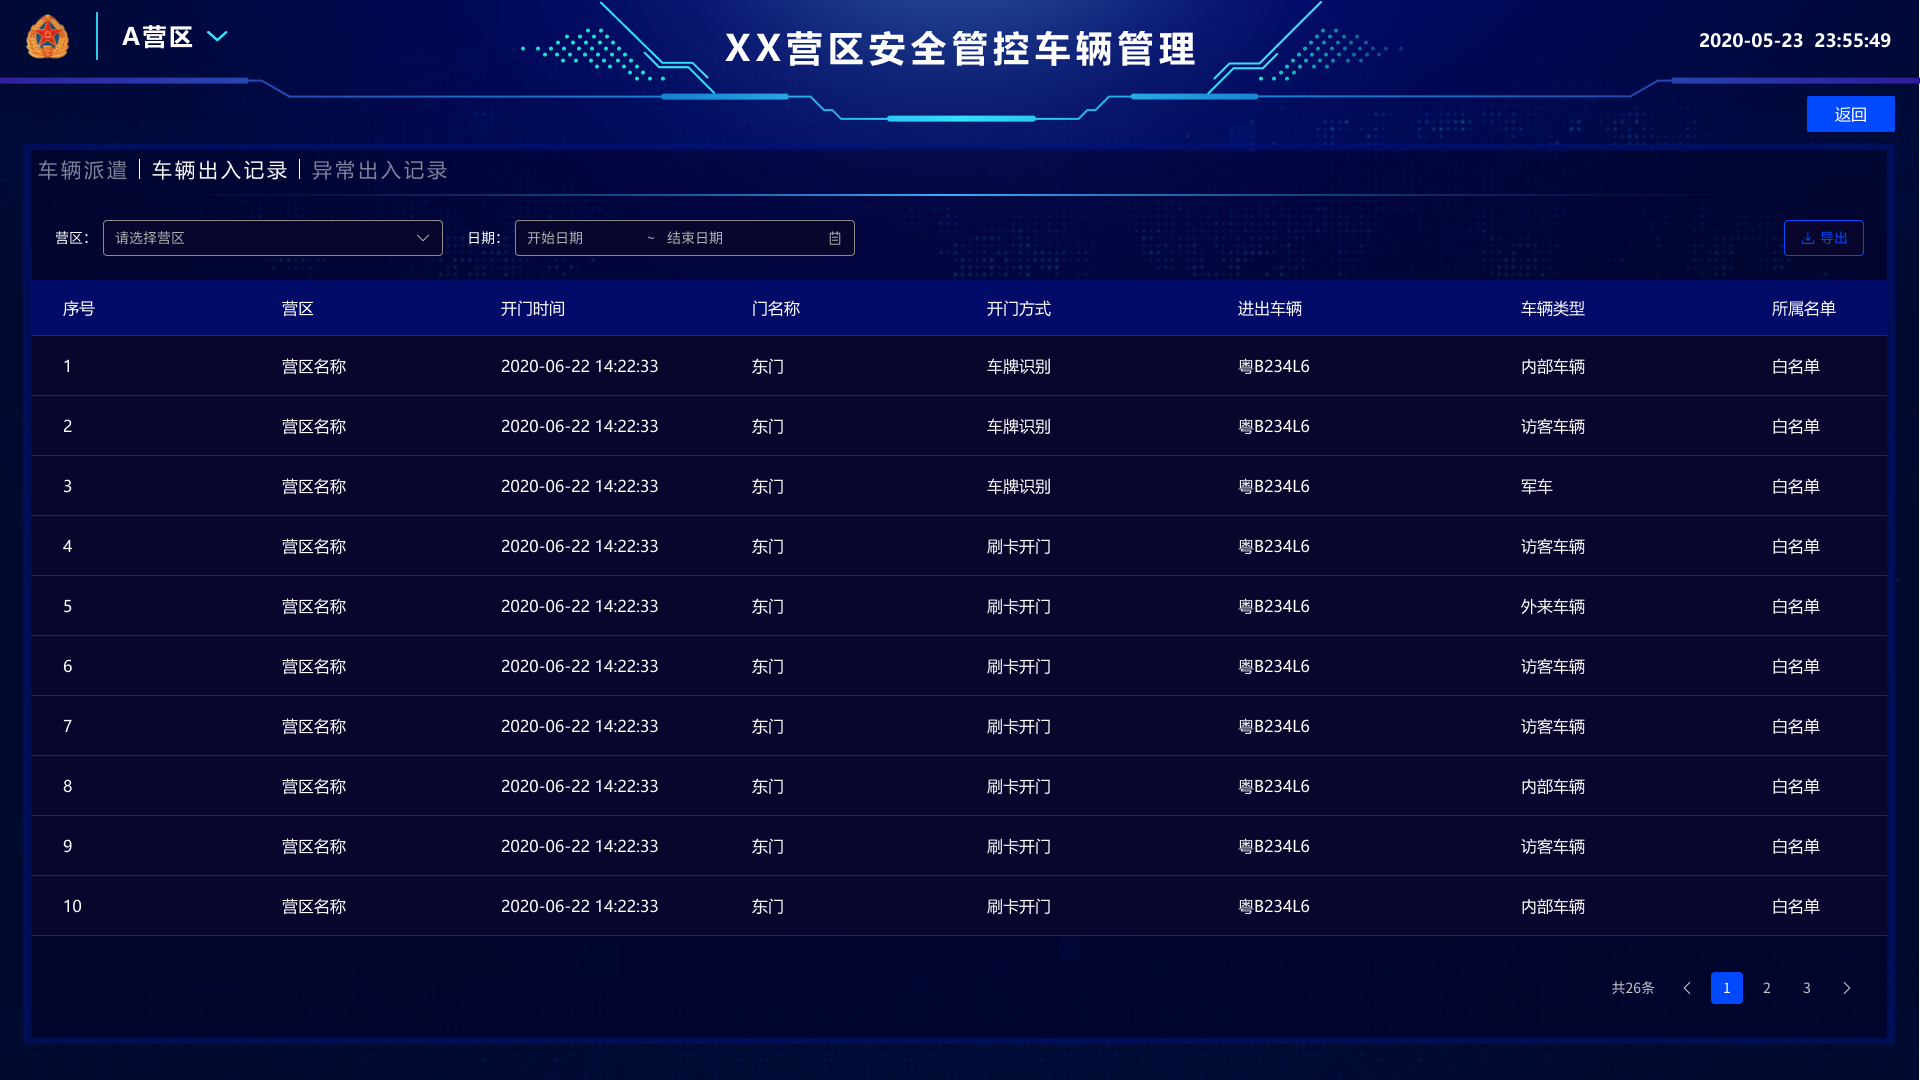 A营区
XX营区安全管控车辆管理
2020-05-23 23:55:49
返回
车辆派遣 车辆出入记录 异常出入记录
营区: 请选择营区 日期: 开始日期 ~ 结束日期 导出
序号 营区 开门时间 门名称 开门方式 进出车辆 车辆类型 所属名单
1 营区名称 2020-06-22 14:22:33 东门 车牌识别 粤B234L6 内部车辆 白名单
2 营区名称 2020-06-22 14:22:33 东门 车牌识别 粤B234L6 访客车辆 白名单
3 营区名称 2020-06-22 14:22:33 东门 车牌识别 粤B234L6 军车 白名单
4 营区名称 2020-06-22 14:22:33 东门 刷卡开门 粤B234L6 访客车辆 白名单
5 营区名称 2020-06-22 14:22:33 东门 刷卡开门 粤B234L6 外来车辆 白名单
6 营区名称 2020-06-22 14:22:33 东门 刷卡开门 粤B234L6 访客车辆 白名单
7 营区名称 2020-06-22 14:22:33 东门 刷卡开门 粤B234L6 访客车辆 白名单
8 营区名称 2020-06-22 14:22:33 东门 刷卡开门 粤B234L6 内部车辆 白名单
9 营区名称 2020-06-22 14:22:33 东门 刷卡开门 粤B234L6 访客车辆 白名单
10 营区名称 2020-06-22 14:22:33 东门 刷卡开门 粤B234L6 内部车辆 白名单
共26条 1 2 3